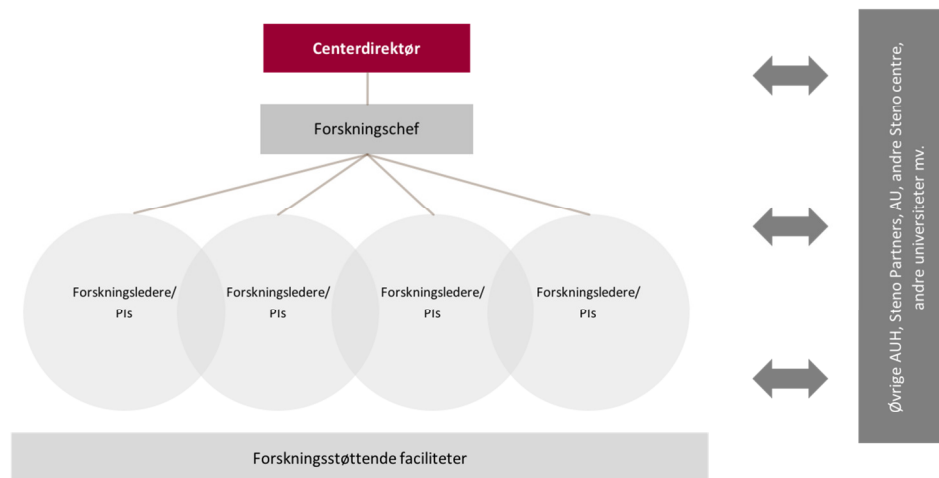 Centerdirektør
Forskningschef
Forskningsledere/
PIs
Forskningsledere/
PIs
Forskningsledere/
PIs
Forskningsledere/
PIs
Forskningsstøttende faciliteter
Øvrige AUH, Steno Partners, AU, andre Steno centre,
andre universiteter mv.